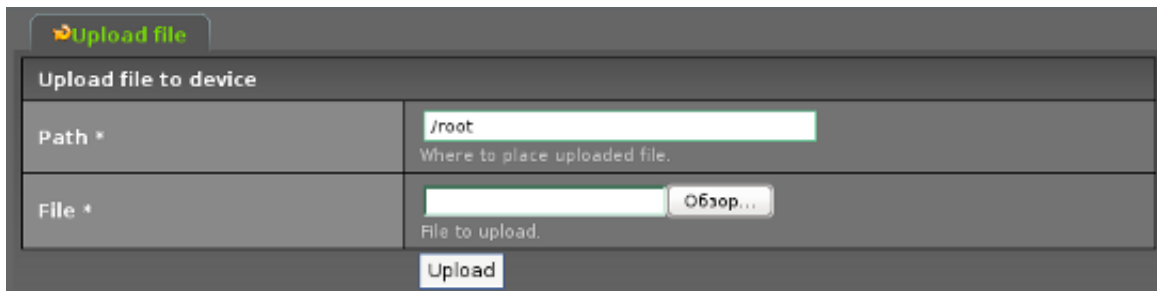 Upload file
Upload file to device
Path *
/root
Where to place uploaded file.
File *
Обзор...
File to upload.
Upload